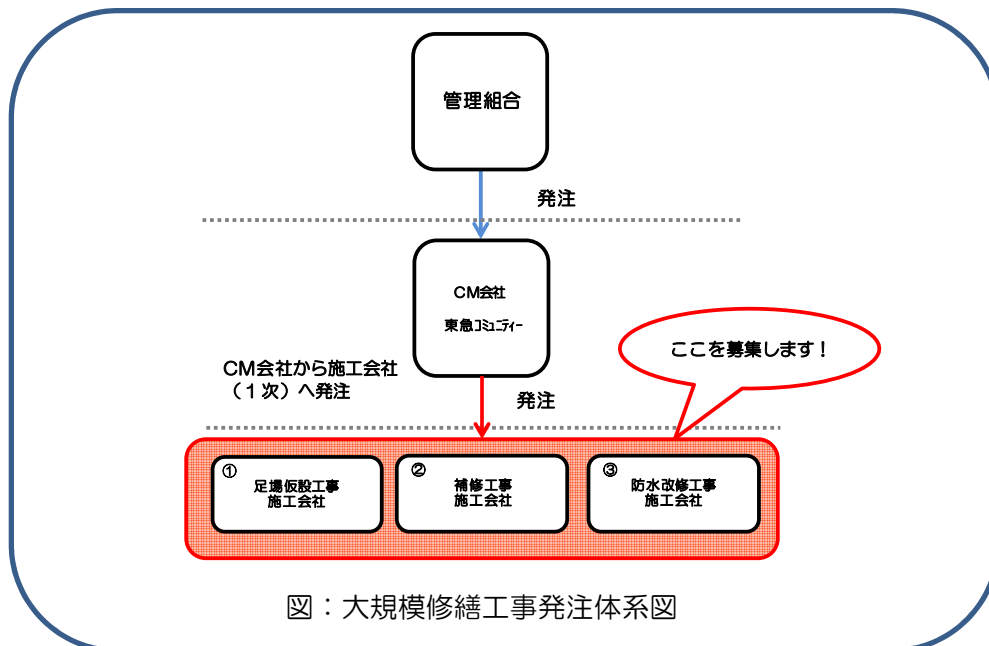 管理組合
発注
CM会社
東急ｺﾐｭﾆﾃｨｰ
ここを募集します！
CM会社から施工会社
（１次）へ発注
発注
①
足場仮設工事
施工会社
②
補修工事
施工会社
③
防水改修工事
施工会社
図：大規模修繕工事発注体系図